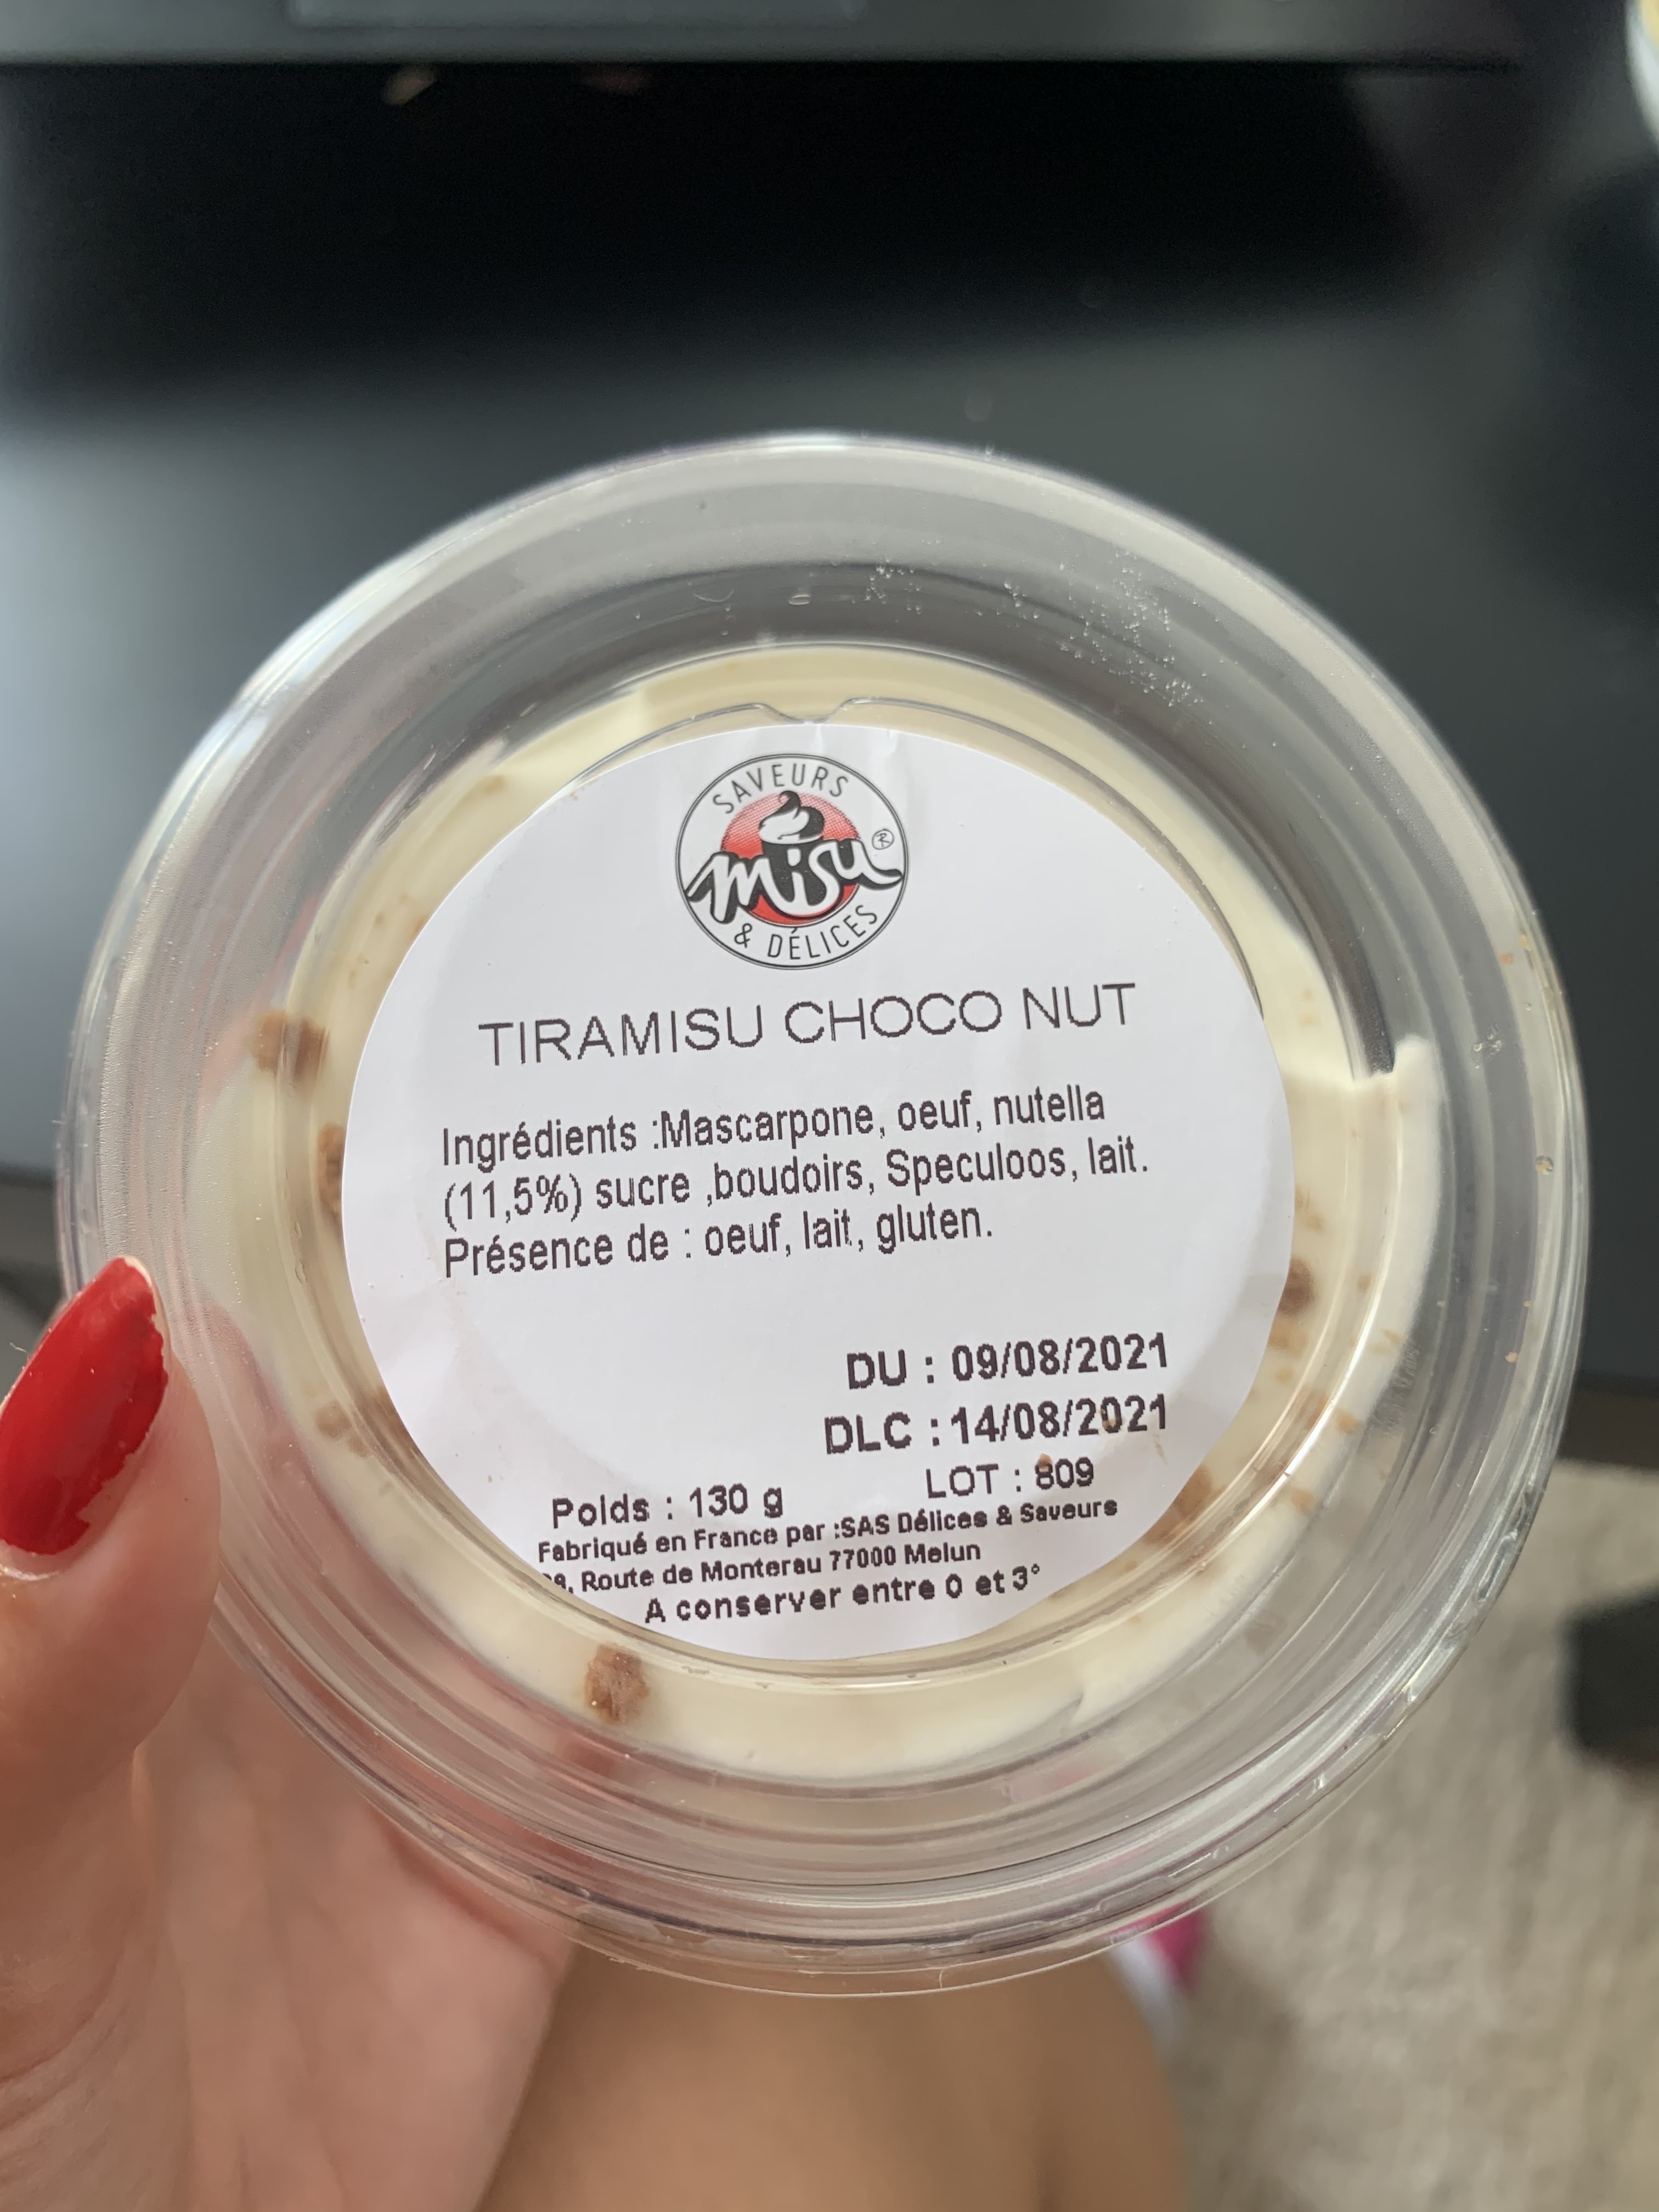 SAVEURS
misu ®
& DÉLICES
TIRAMISU CHOCO NUT
Ingrédients :Mascarpone, oeuf, nutella
(11,5%) sucre ,boudoirs, Speculoos, lait.
Présence de : oeuf, lait, gluten.
DU : 09/08/2021
DLC : 14/08/2021
LOT : 809
Poids : 130 g
Fabriqué en France par :SAS Délices & Saveurs
Route de Monterau 77000 Melun
A conserver entre 0 et 3°